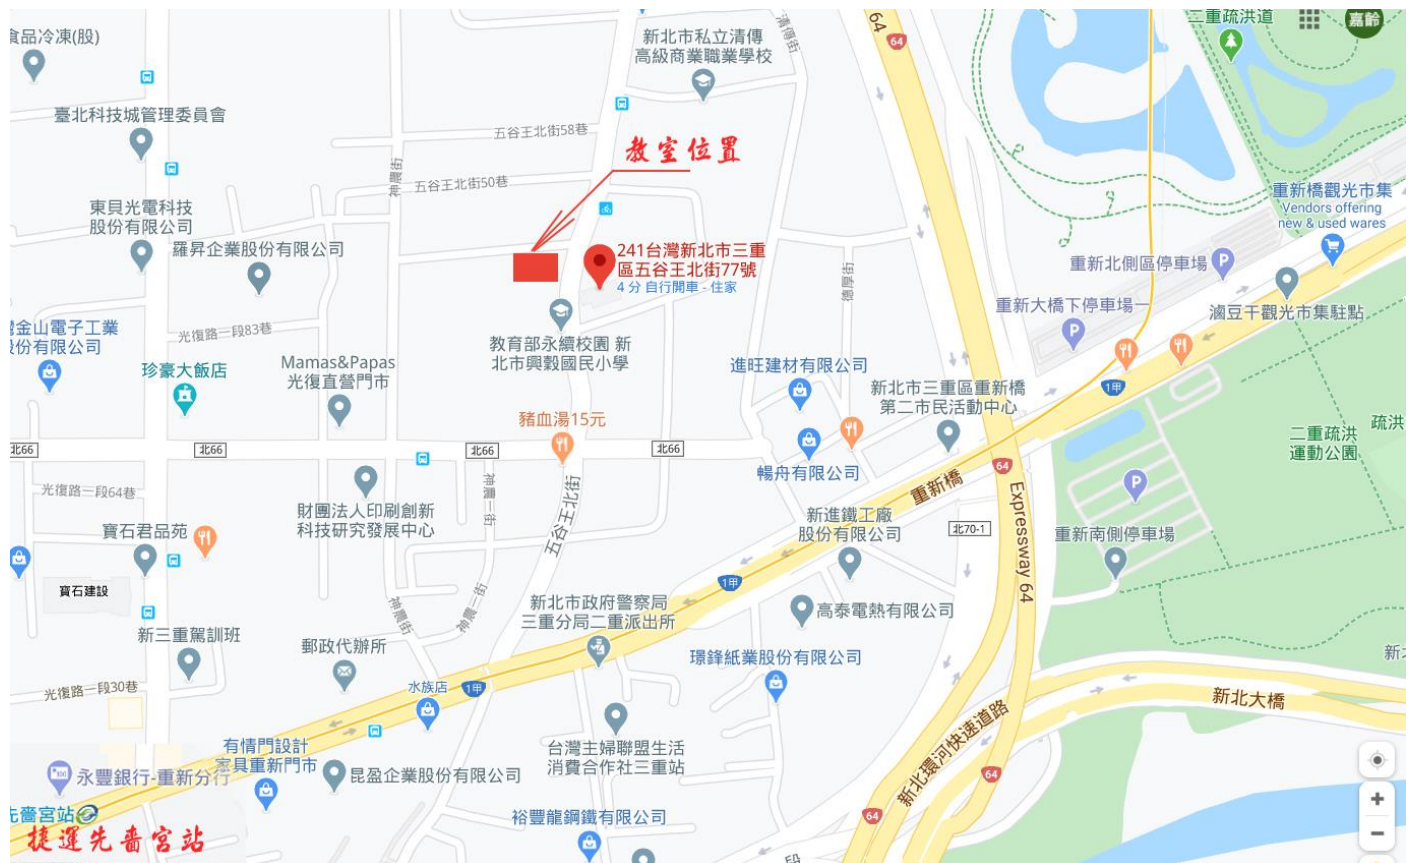 食品冷凍(股)
臺北科技城管理委員會
新北市私立清傳
高級商業職業學校
清傳街
64
64
二重疏洪道
嘉齡
五谷王北街58巷
教室位置
神農街
五谷王北街50巷
東貝光電科技
股份有限公司
羅昇企業股份有限公司
241台灣新北市三重
區五谷王北街77號
4 分 自行開車 - 住家
德厚街
重新橋觀光市集
Vendors offering
new & used wares
重新北側區停車場
P
重新大橋下停車場一
P
滷豆干觀光市集駐點
金山電子工業
股份有限公司
光復路一段83巷
珍豪大飯店
Mamas&Papas
光復直營門市
教育部永續校園 新
北市興穀國民小學
進旺建材有限公司
新北市三重區重新橋
第二市民活動中心
1甲
豬血湯15元
暢舟有限公司
二重疏洪
運動公園
疏洪
北66
北66
北66
北66
64
光復路一段64巷
財團法人印刷創新
科技研究發展中心
神農三街
五谷王北街
重新橋
新進鐵工廠
股份有限公司
北70-1
Expressway 64
P
重新南側停車場
寶石君品苑
寶石建設
1甲
新北市政府警察局
三重分局二重派出所
高泰電熱有限公司
新三重駕訓班
郵政代辦所
神農街
神農三街
璟鋒紙業股份有限公司
光復路一段30巷
水族店
1甲
新北大橋
新北環河快速道路
64
64
有情門設計
家具重新門市
台灣主婦聯盟生活
消費合作社三重站
昆盈企業股份有限公司
永豐銀行-重新分行
先嗇宮站
捷運先嗇宮站
裕豐龍鋼鐵有限公司
段